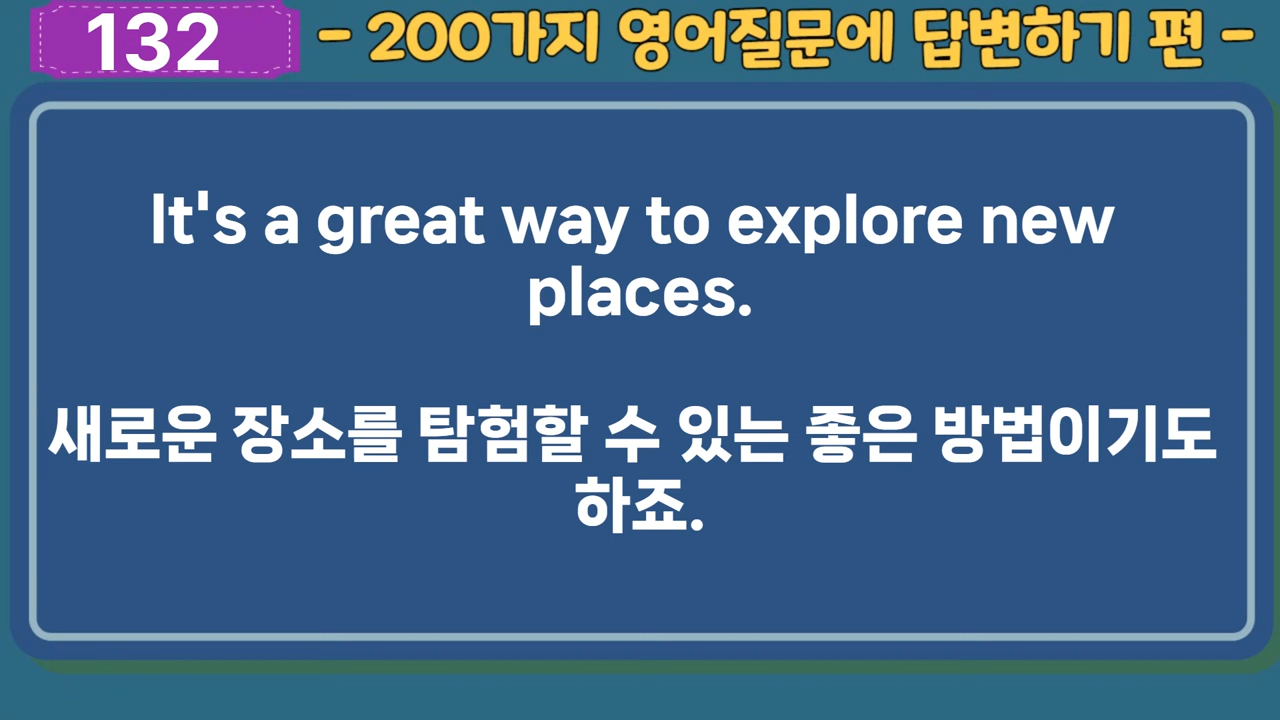 132
- 200가지 영어질문에 답변하기 편 -
It's a great way to explore new
places.
새로운 장소를 탐험할 수 있는 좋은 방법이기도
하죠.